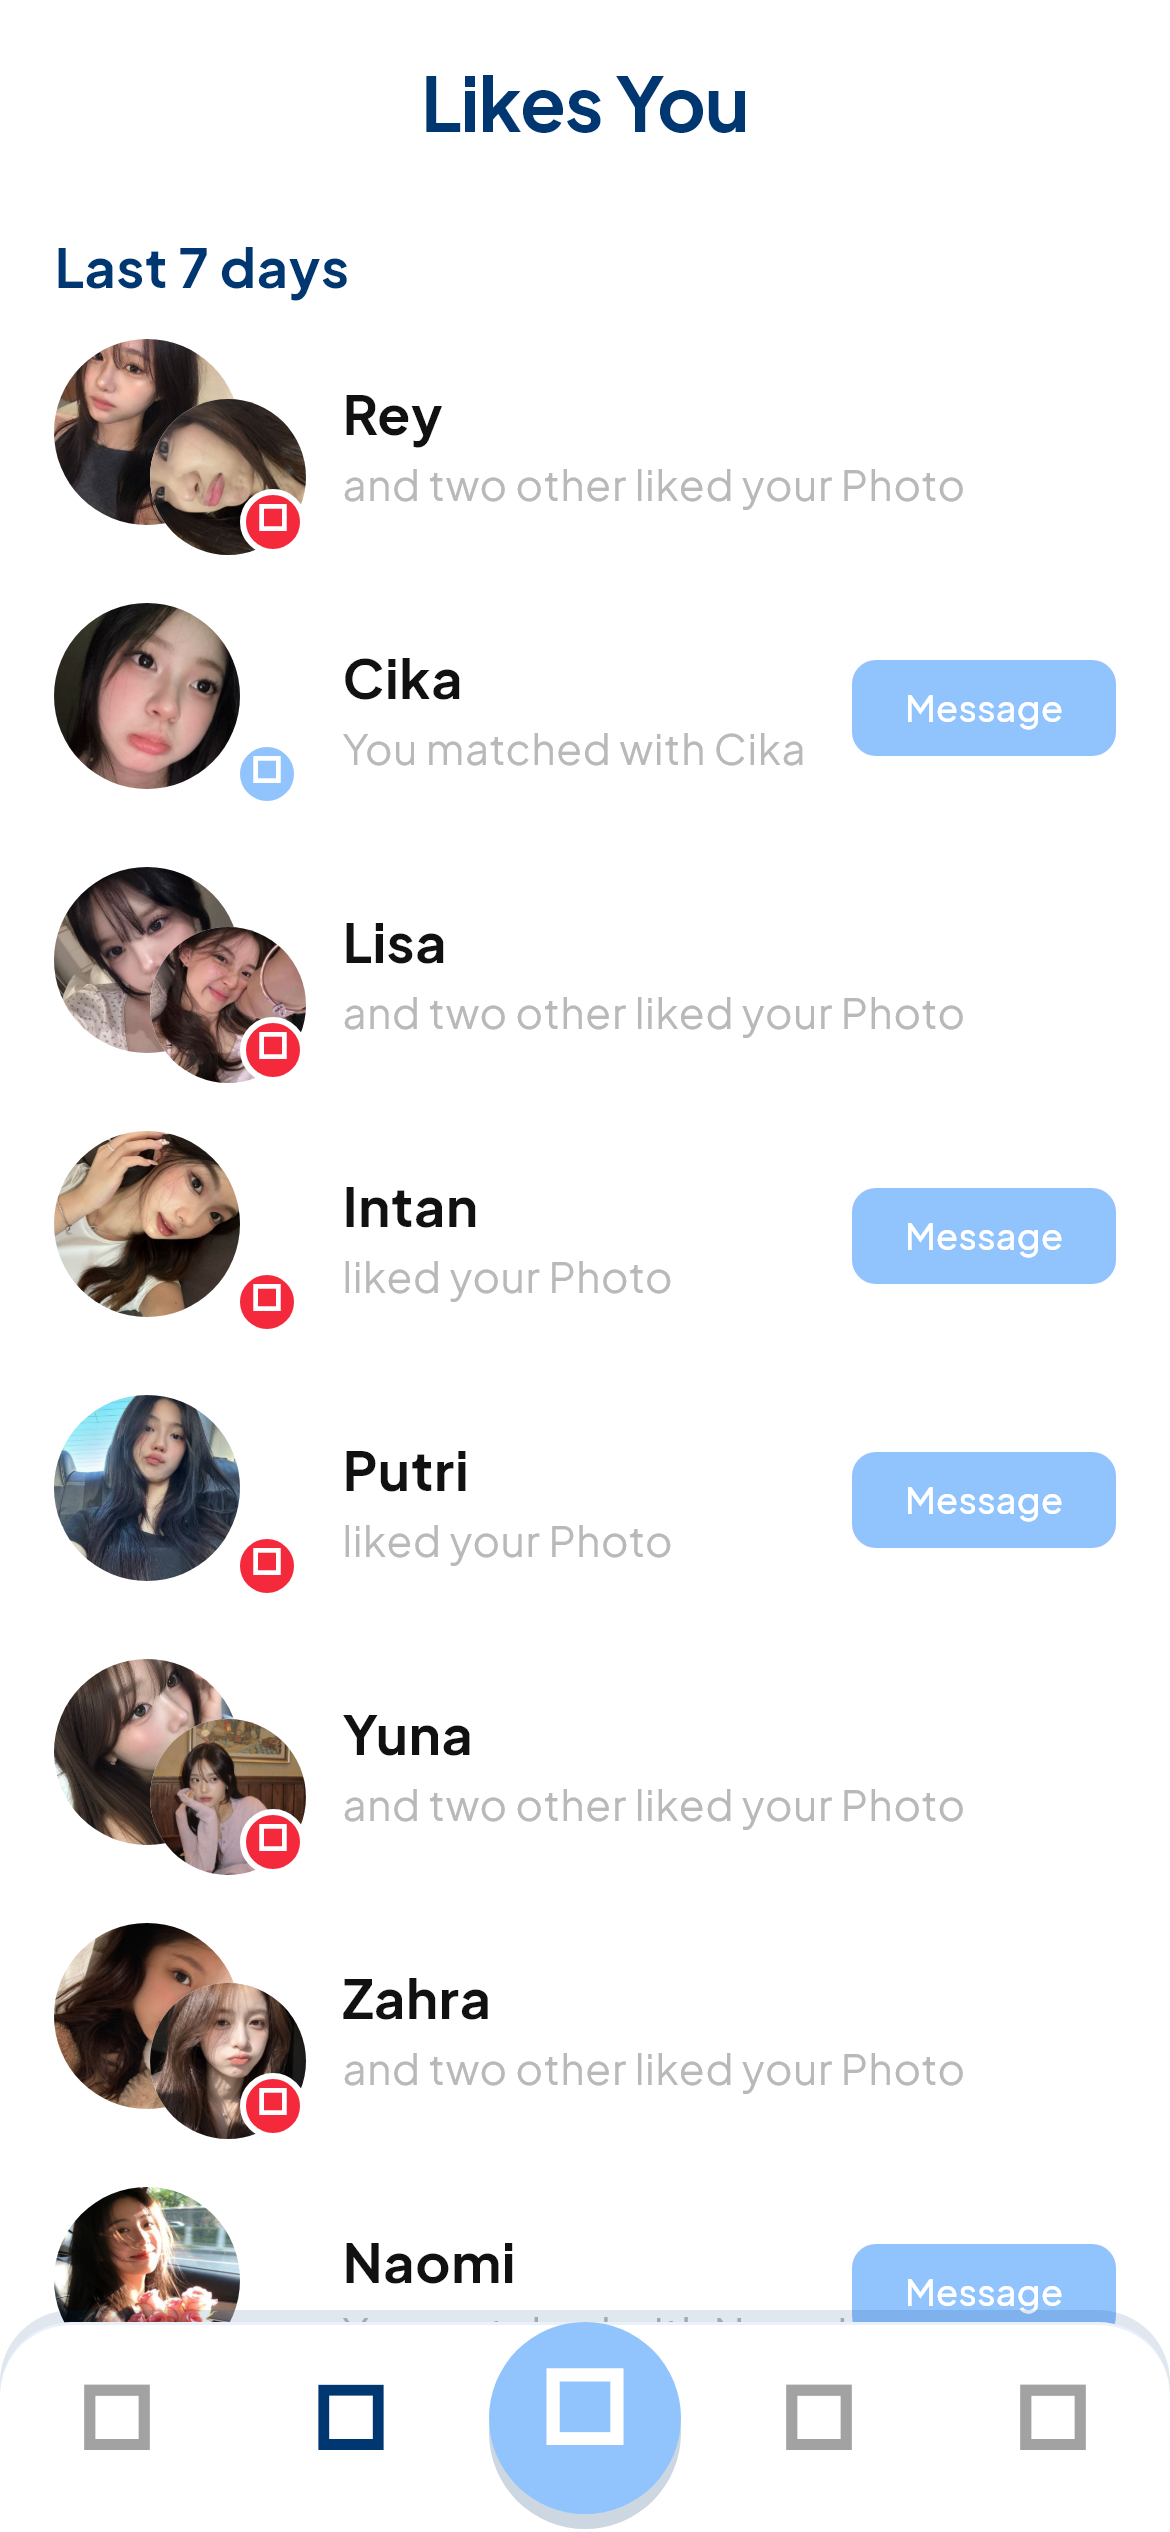 Likes You
Last 7 days
Rey
and two other liked your Photo
Cika
You matched with Cika
Message
Lisa
and two other liked your Photo
Intan
liked your Photo
Message
Putri
liked your Photo
Message
Yuna
and two other liked your Photo
Zahra
and two other liked your Photo
Naomi
Message